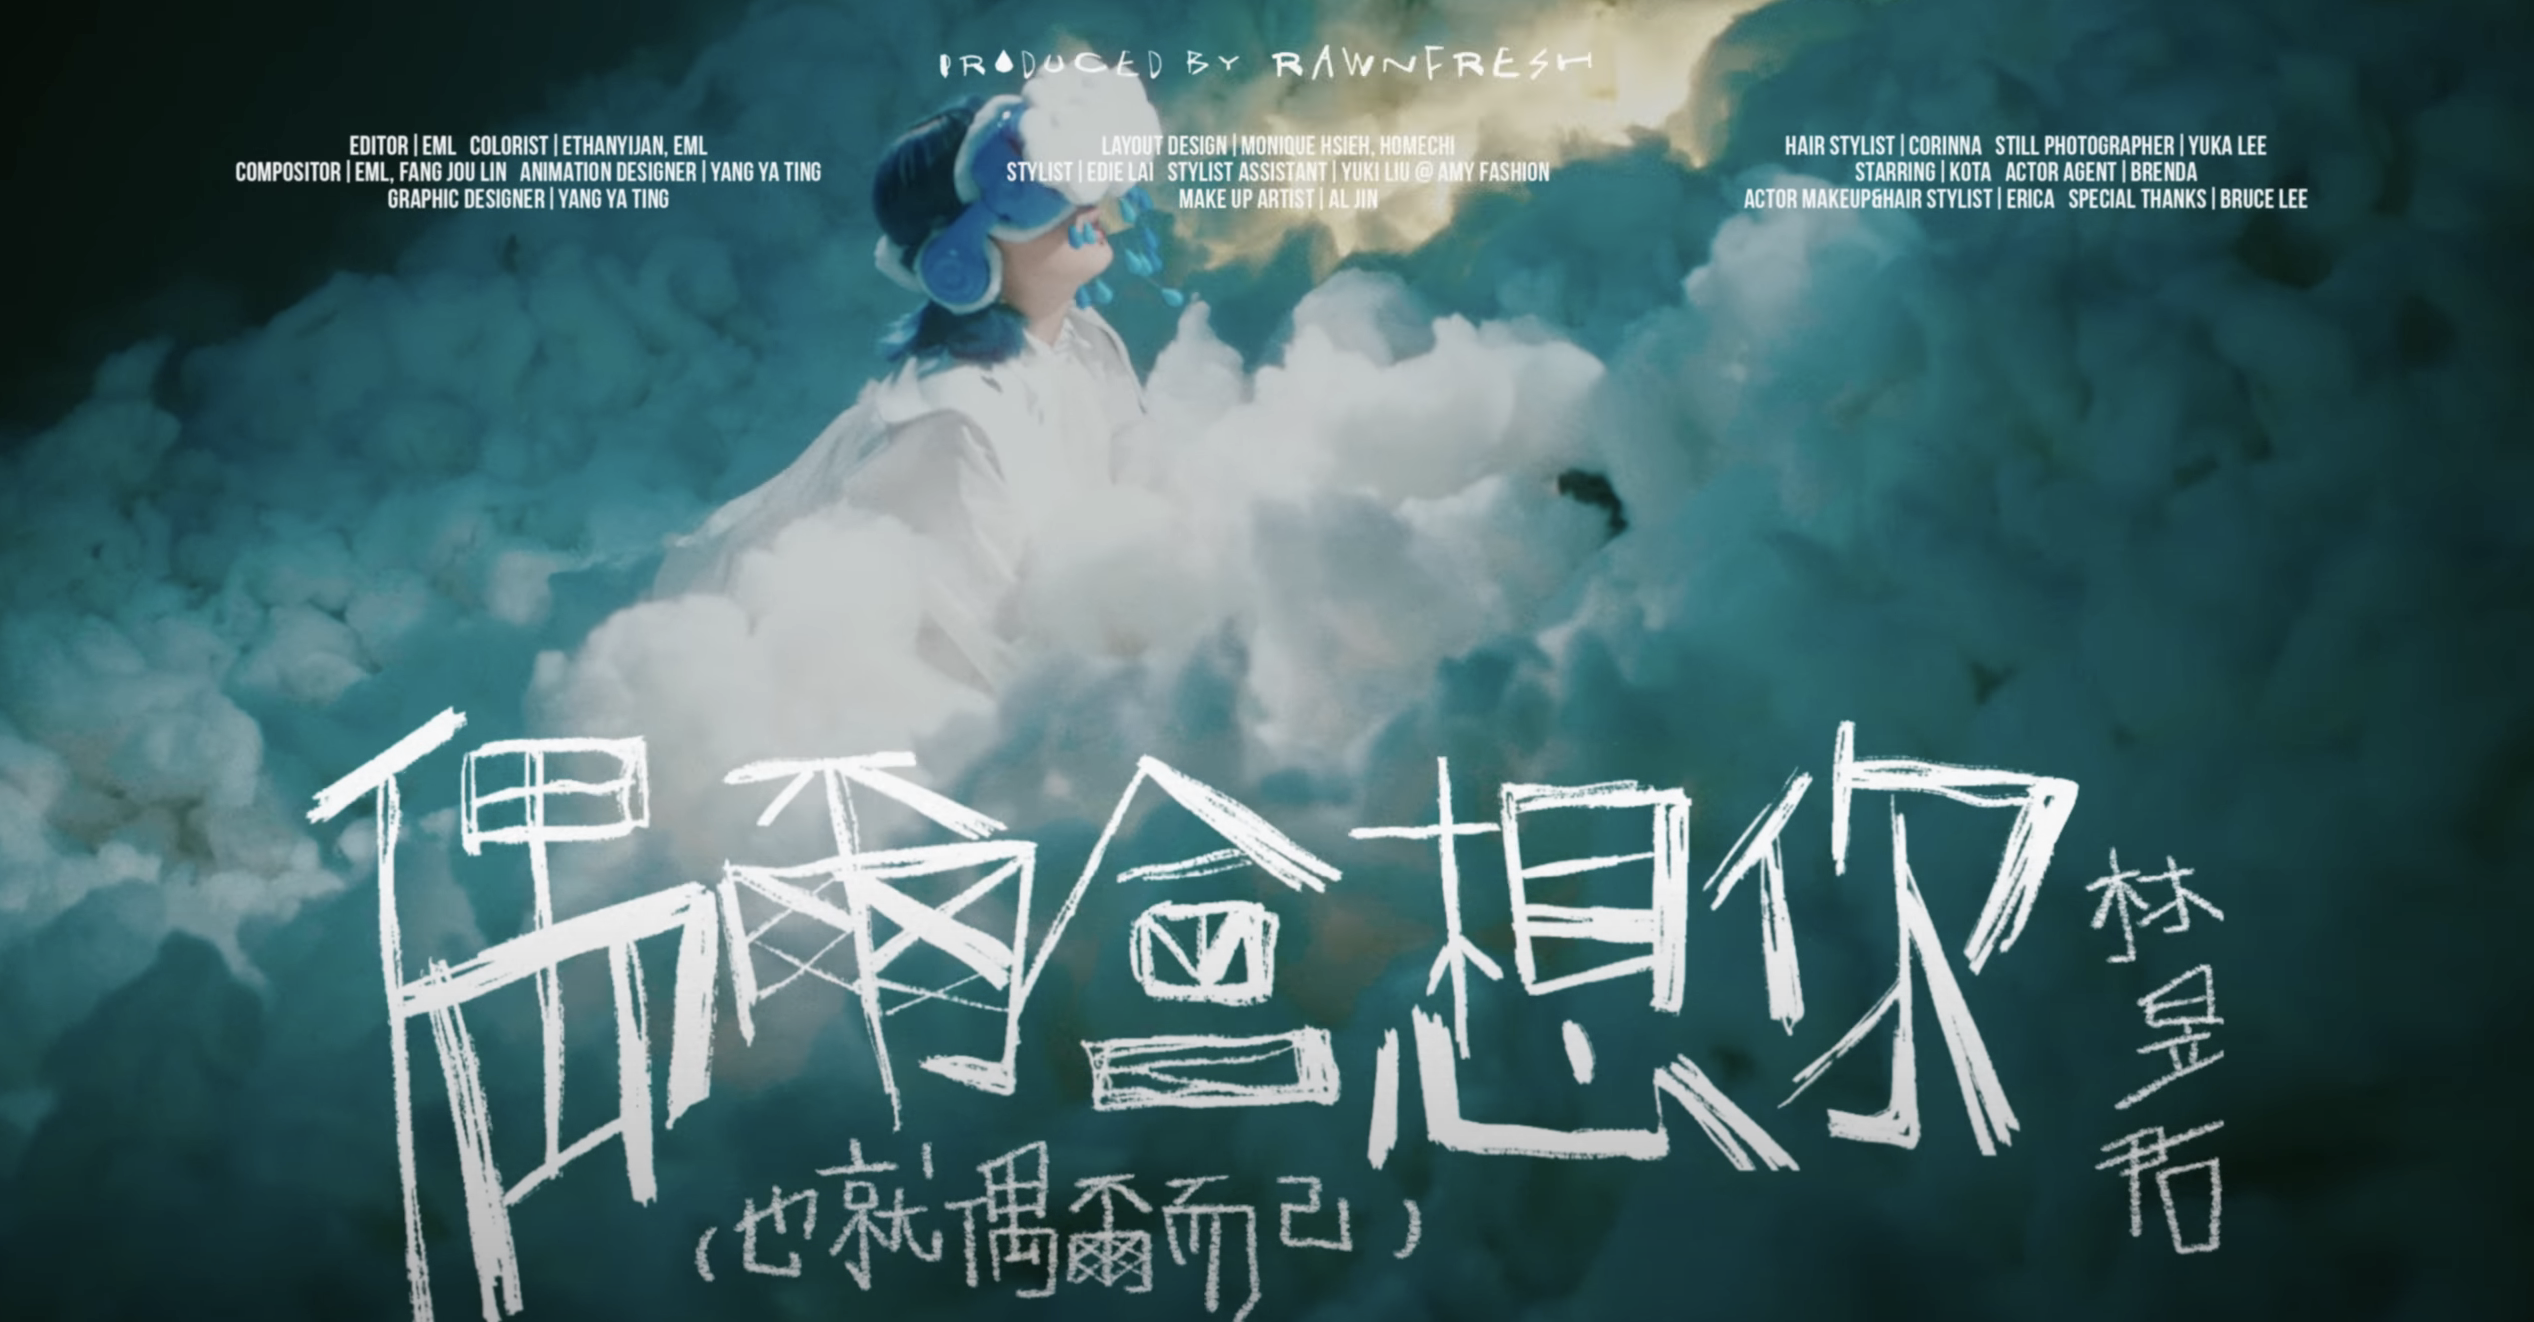 PRODUCED BY RAWNFRESH
EDITOR | EML COLORIST | ETHANYIJAN, EML
COMPOSITOR | EML, FANG JOU LIN ANIMATION DESIGNER | YANG YA TING
GRAPHIC DESIGNER | YANG YA TING
LAYOUT DESIGN | MONIQUE HSIEH, HOMECHI
STYLIST | EDIE LAI STYLIST ASSISTANT | YUKI LIU @ AMY FASHION
MAKE UP ARTIST | AL JIN
HAIR STYLIST | CORINNA STILL PHOTOGRAPHER | YUKA LEE
STARRING | KOTA ACTOR AGENT | BRENDA
ACTOR MAKEUP&HAIR STYLIST | ERICA SPECIAL THANKS | BRUCE LEE
偶爾會想你
林昱君
(也就偶爾而已)